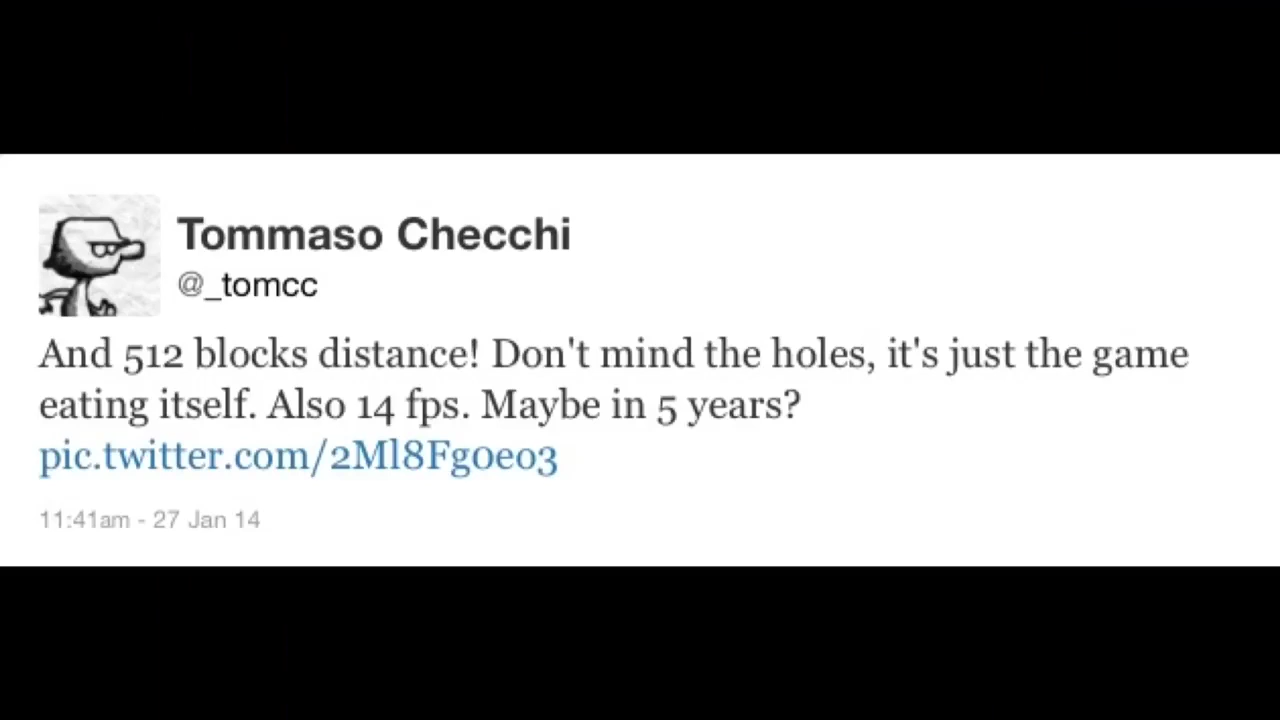 Tommaso Checchi
@_tomcc
And 512 blocks distance! Don't mind the holes, it's just the game
eating itself. Also 14 fps. Maybe in 5 years?
pic.twitter.com/2Ml8Fg0eo3
11:41am - 27 Jan 14